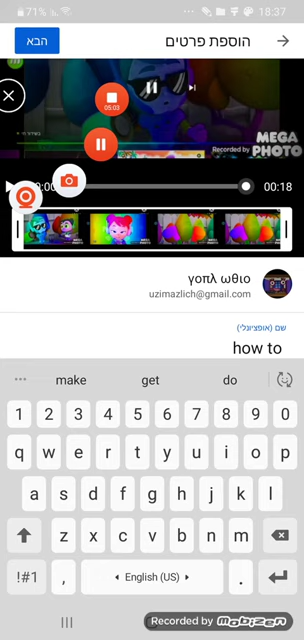 71% 18:37
הוספת פרטים
הבא
05:03
Recorded by MEGA PHOTO
00:18
γοπλ ωθιο
uzimazlich@gmail.com
שם (אופציונלי)
how to
make get do
1 2 3 4 5 6 7 8 9 0
q w e r t y u i o p
a s d f g h j k l
z x c v b n m
!#1 , English (US) .
Recorded by mobizen